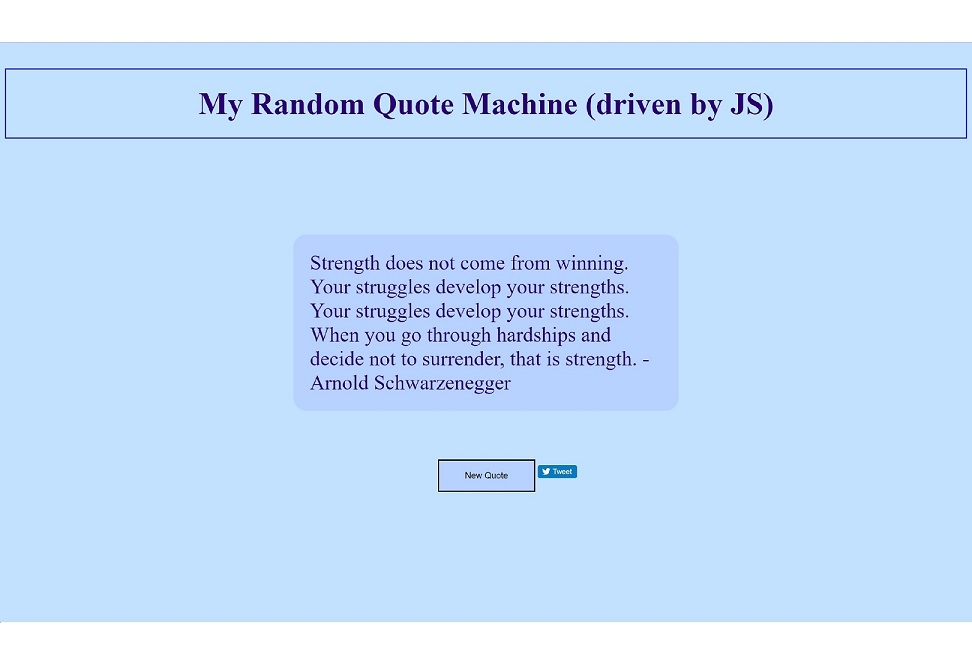 My Random Quote Machine (driven by JS)
Strength does not come from winning.
Your struggles develop your strengths.
Your struggles develop your strengths.
When you go through hardships and
decide not to surrender, that is strength. -
Arnold Schwarzenegger
New Quote
Tweet